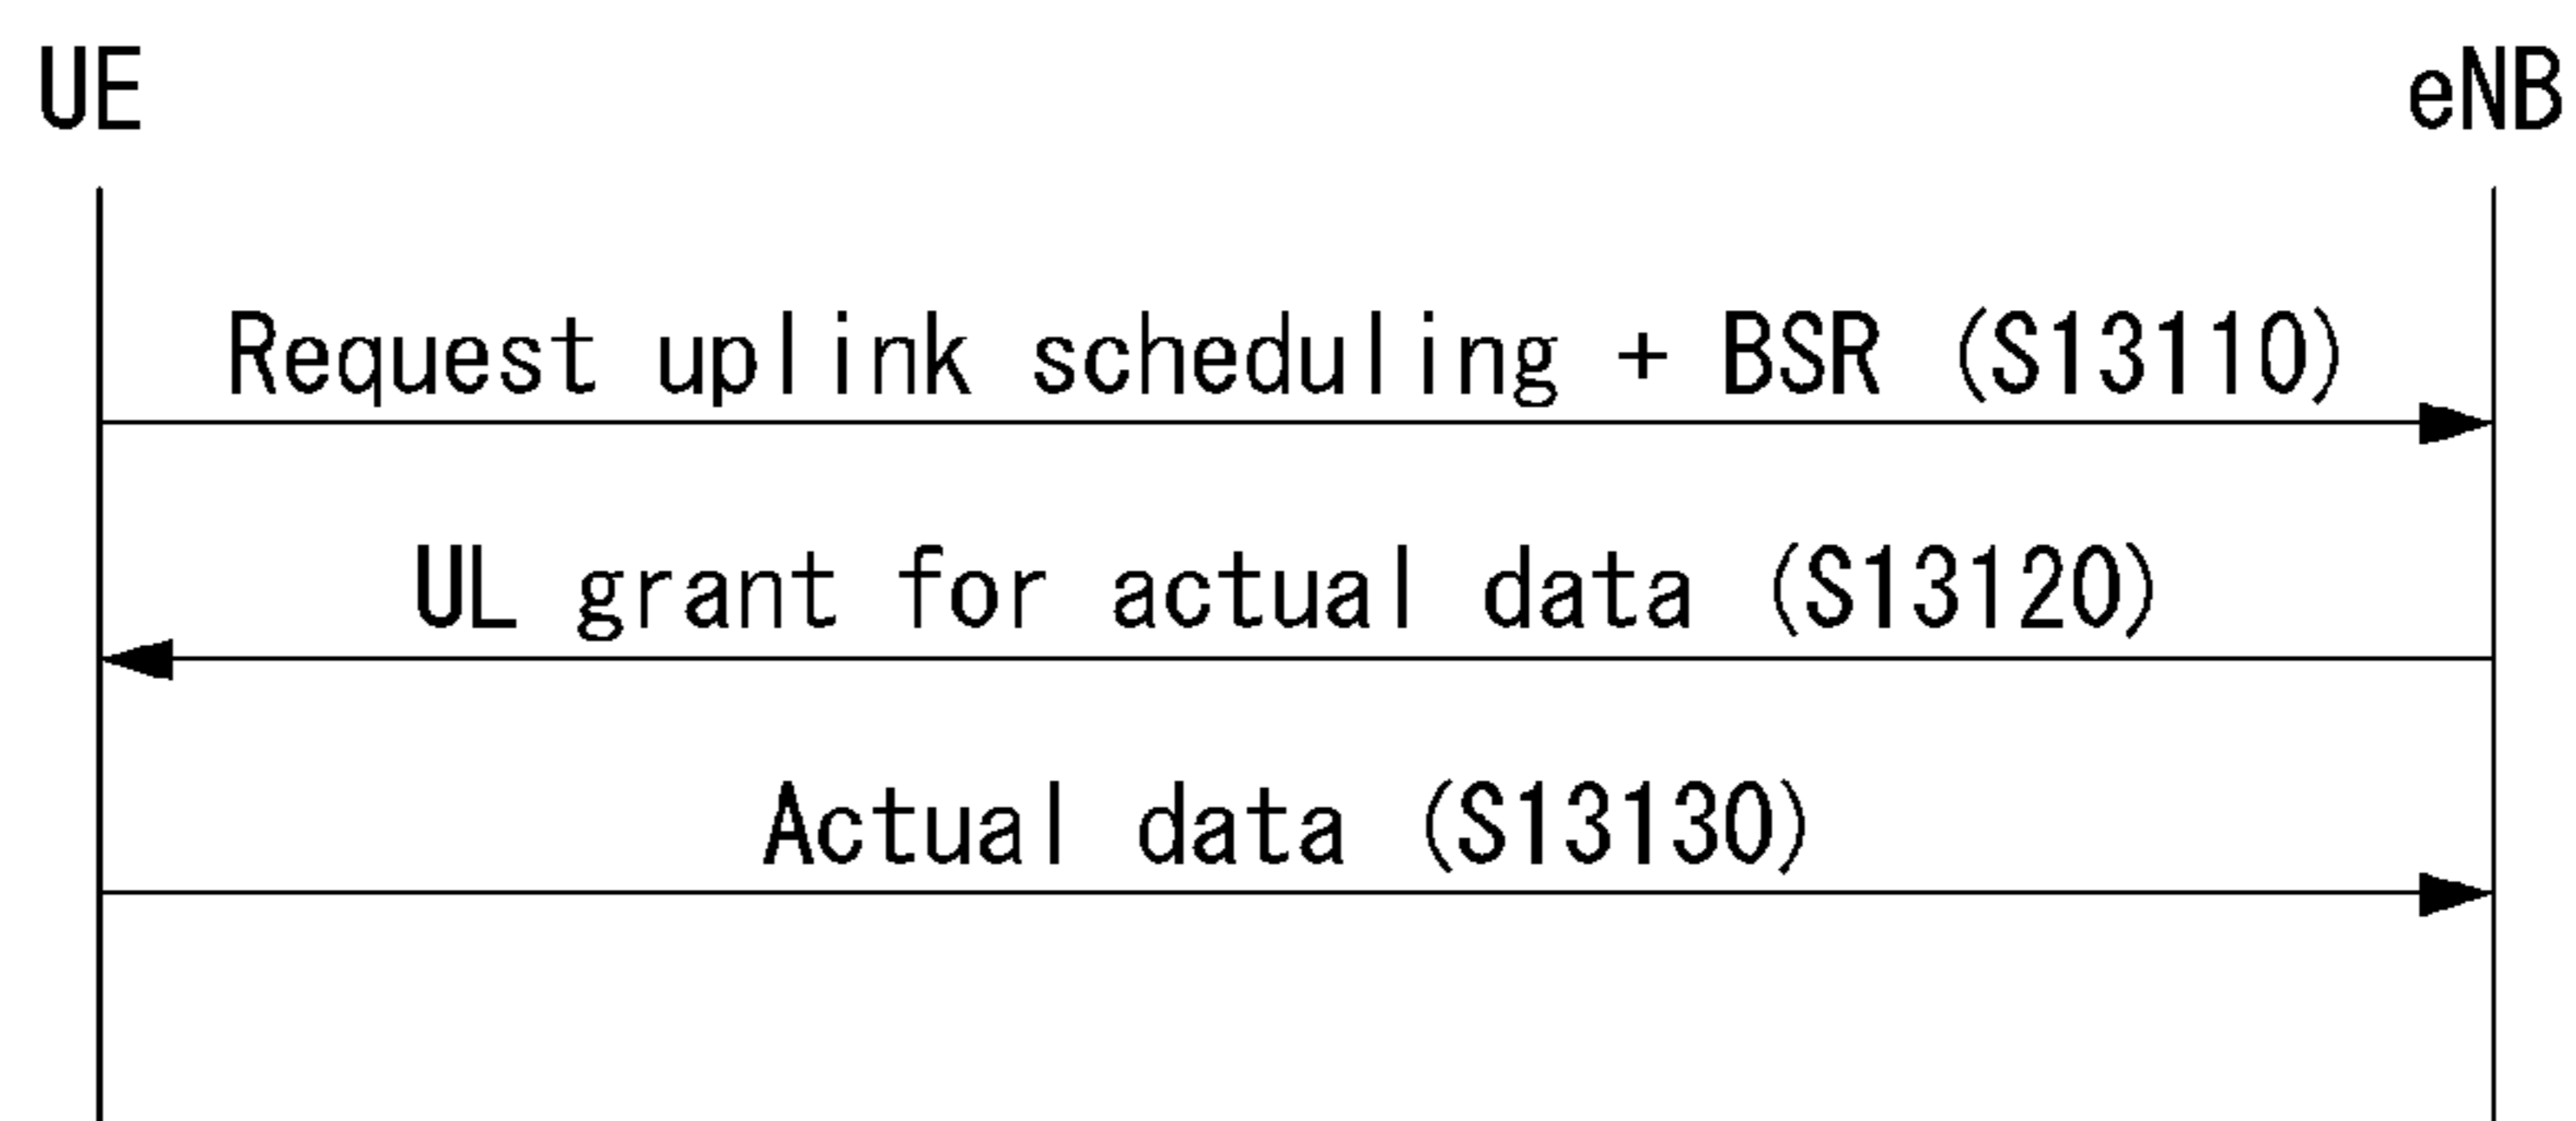 UE eNB
Request uplink scheduling + BSR (S13110)
UL grant for actual data (S13120)
Actual data (S13130)